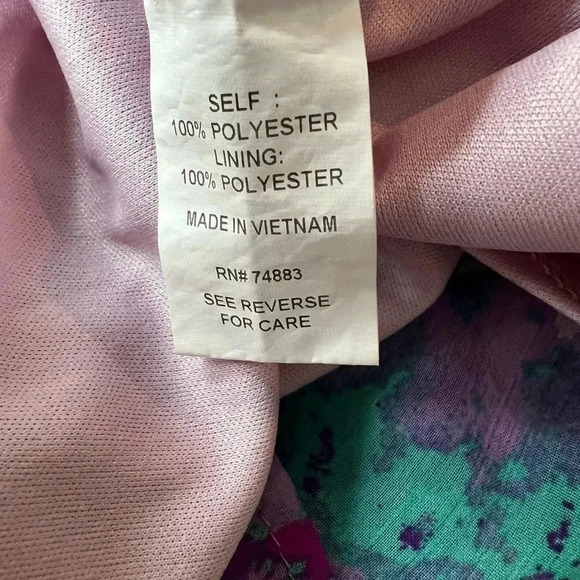 SELF :
100% POLYESTER
LINING:
100% POLYESTER
MADE IN VIETNAM
RN# 74883
SEE REVERSE
FOR CARE